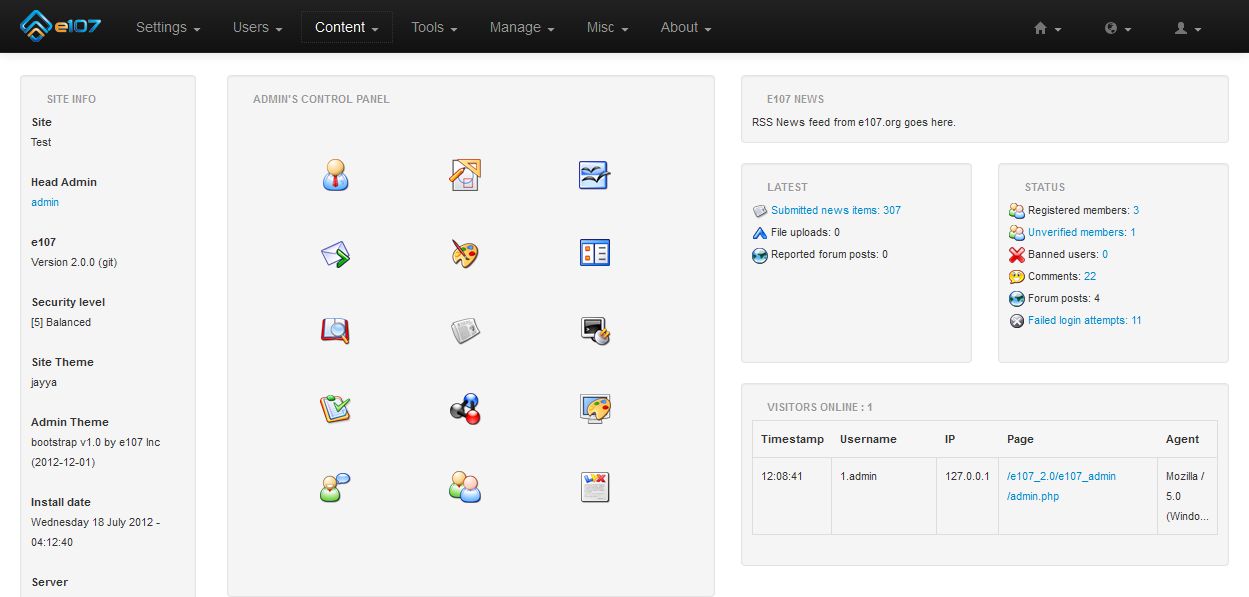 e107 Settings Users Content Tools Manage Misc About
SITE INFO
Site
Test
Head Admin
admin
e107
Version 2.0.0 (git)
Security level
[5] Balanced
Site Theme
jayya
Admin Theme
bootstrap v1.0 by e107 Inc
(2012-12-01)
Install date
Wednesday 18 July 2012 -
04:12:40
Server
ADMIN'S CONTROL PANEL
E107 NEWS
RSS News feed from e107.org goes here.
LATEST
Submitted news items: 307
File uploads: 0
Reported forum posts: 0
STATUS
Registered members: 3
Unverified members: 1
Banned users: 0
Comments: 22
Forum posts: 4
Failed login attempts: 11
VISITORS ONLINE : 1
Timestamp Username IP Page Agent
12:08:41 1.admin 127.0.0.1 /e107_2.0/e107_admin Mozilla /
/admin.php 5.0
(Windo...